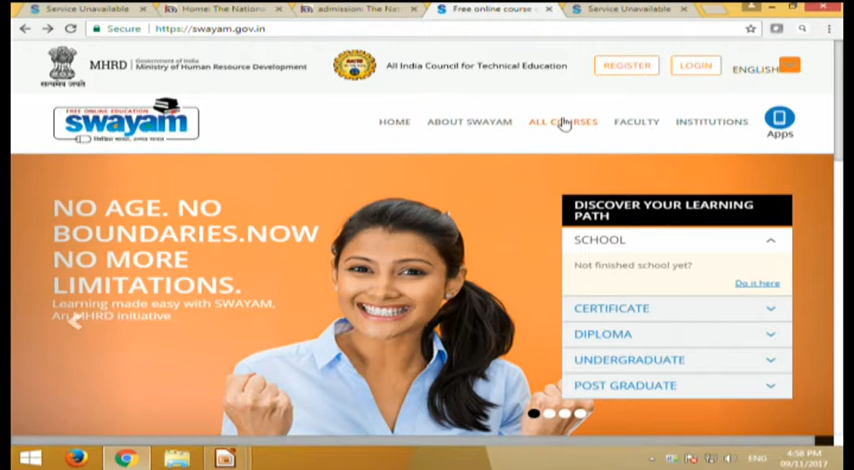 Service Unavailable
Home: The Nationa
admission: The Nat
Free online course -
Service Unavailable
Secure https://swayam.gov.in
सत्यमेव जयते
MHRD
Government of India
Ministry of Human Resource Development
All India Council for Technical Education
REGISTER
LOGIN
ENGLISH
FREE ONLINE EDUCATION
swayam
HOME
ABOUT SWAYAM
ALL COURSES
FACULTY
INSTITUTIONS
Apps
NO AGE. NO
BOUNDARIES.NOW
NO MORE
LIMITATIONS.
Learning made easy with SWAYAM,
An MHRD initiative
DISCOVER YOUR LEARNING
PATH
SCHOOL
Not finished school yet?
Do it here
CERTIFICATE
DIPLOMA
UNDERGRADUATE
POST GRADUATE
ENG
4:58 PM
09/11/2017